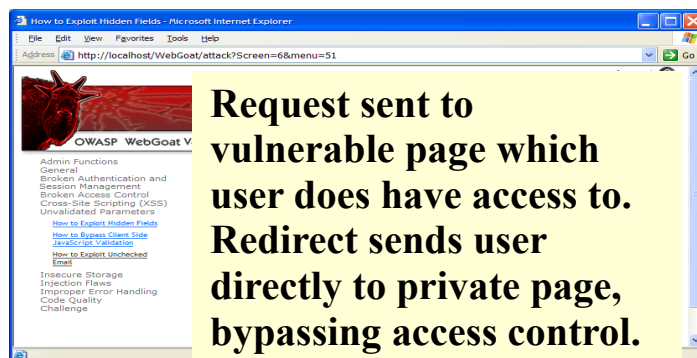 How to Exploit Hidden Fields - Microsoft Internet Explorer
File Edit View Favorites Tools Help
Address http://localhost/WebGoat/attack?Screen=6&menu=51 Go
OWASP WebGoat V
Admin Functions
General
Broken Authentication and
Session Management
Broken Access Control
Cross-Site Scripting (XSS)
Unvalidated Parameters
How to Exploit Hidden Fields
How to Bypass Client Side
JavaScript Validation
How to Exploit Unchecked
Email
Insecure Storage
Injection Flaws
Improper Error Handling
Code Quality
Challenge
Request sent to
vulnerable page which
user does have access to.
Redirect sends user
directly to private page,
bypassing access control.